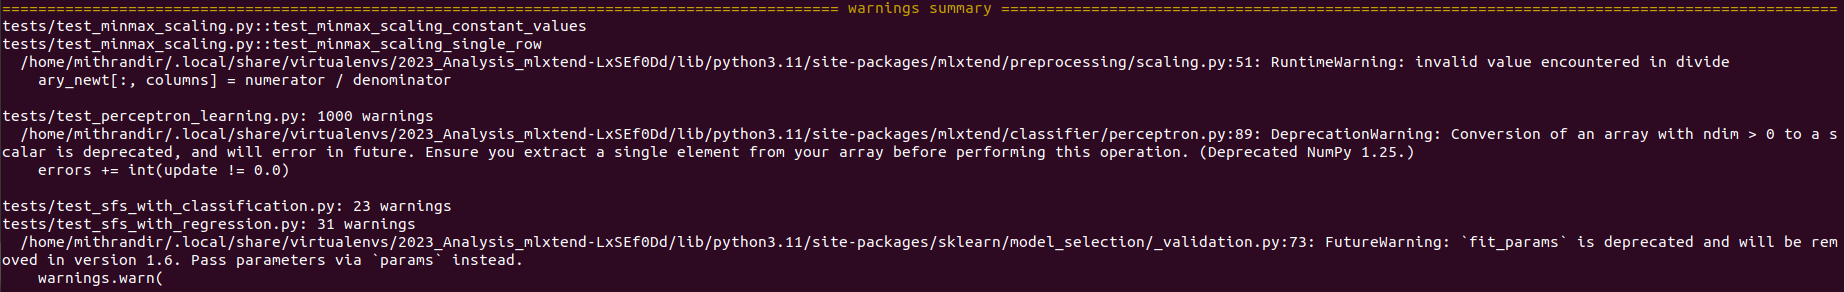 ============================================================================================= warnings summary =============================================================================================
tests/test_minmax_scaling.py::test_minmax_scaling_constant_values
tests/test_minmax_scaling.py::test_minmax_scaling_single_row
  /home/mithrandir/.local/share/virtualenvs/2023_Analysis_mlxtend-LxSEf0Dd/lib/python3.11/site-packages/mlxtend/preprocessing/scaling.py:51: RuntimeWarning: invalid value encountered in divide
    ary_newt[:, columns] = numerator / denominator

tests/test_perceptron_learning.py: 1000 warnings
  /home/mithrandir/.local/share/virtualenvs/2023_Analysis_mlxtend-LxSEf0Dd/lib/python3.11/site-packages/mlxtend/classifier/perceptron.py:89: DeprecationWarning: Conversion of an array with ndim > 0 to a s
calar is deprecated, and will error in future. Ensure you extract a single element from your array before performing this operation. (Deprecated NumPy 1.25.)
    errors += int(update != 0.0)

tests/test_sfs_with_classification.py: 23 warnings
tests/test_sfs_with_regression.py: 31 warnings
  /home/mithrandir/.local/share/virtualenvs/2023_Analysis_mlxtend-LxSEf0Dd/lib/python3.11/site-packages/sklearn/model_selection/_validation.py:73: FutureWarning: `fit_params` is deprecated and will be rem
oved in version 1.6. Pass parameters via `params` instead.
    warnings.warn(